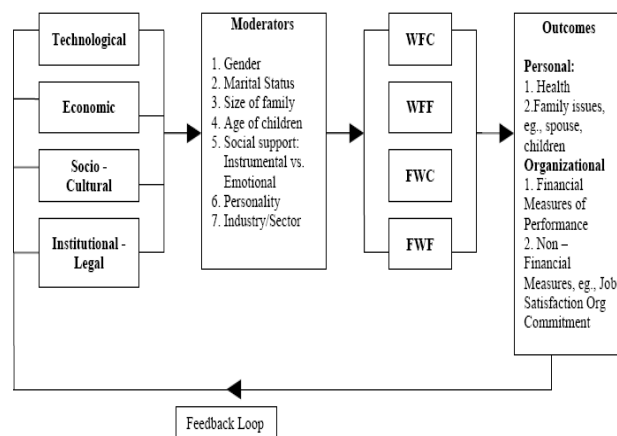 Technological
Economic
Socio -
Cultural
Institutional -
Legal
Moderators
1. Gender
2. Marital Status
3. Size of family
4. Age of children
5. Social support:
Instrumental vs.
Emotional
6. Personality
7. Industry/Sector
WFC
WFF
FWC
FWF
Outcomes
Personal:
1. Health
2.Family issues,
eg., spouse,
children
Organizational
1. Financial
Measures of
Performance
2. Non –
Financial
Measures, eg., Job
Satisfaction Org
Commitment
Feedback Loop